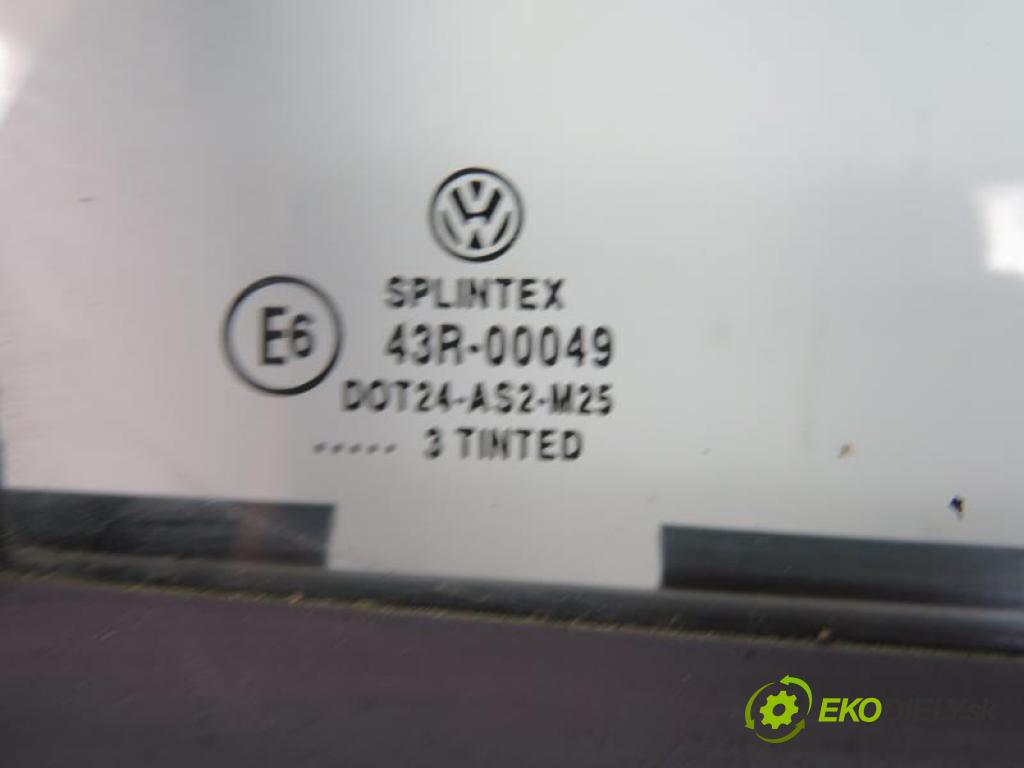 SPLINTEX
E6
43R-00049
DOT24-AS2-M25
..... 3 TINTED
EKODIELY.sk